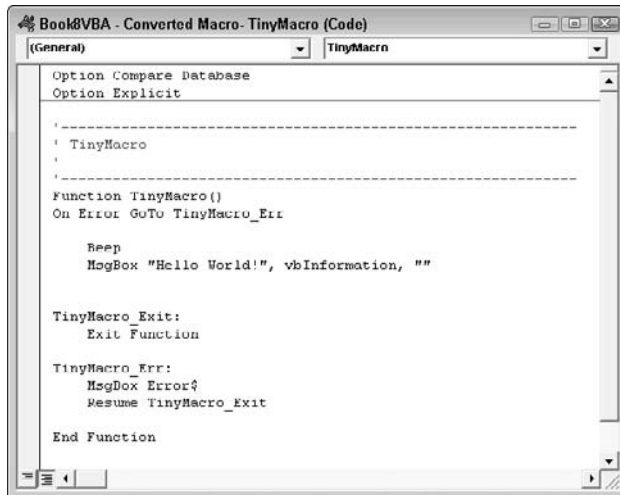 Book8VBA - Converted Macro- TinyMacro (Code)
(General) TinyMacro
Option Compare Database
Option Explicit
'------------------------------------------------------------
' TinyMacro
'
'------------------------------------------------------------
Function TinyMacro()
On Error GoTo TinyMacro_Err
Beep
MsgBox "Hello World!", vbInformation, ""
TinyMacro_Exit:
Exit Function
TinyMacro_Err:
MsgBox Error$
Resume TinyMacro_Exit
End Function